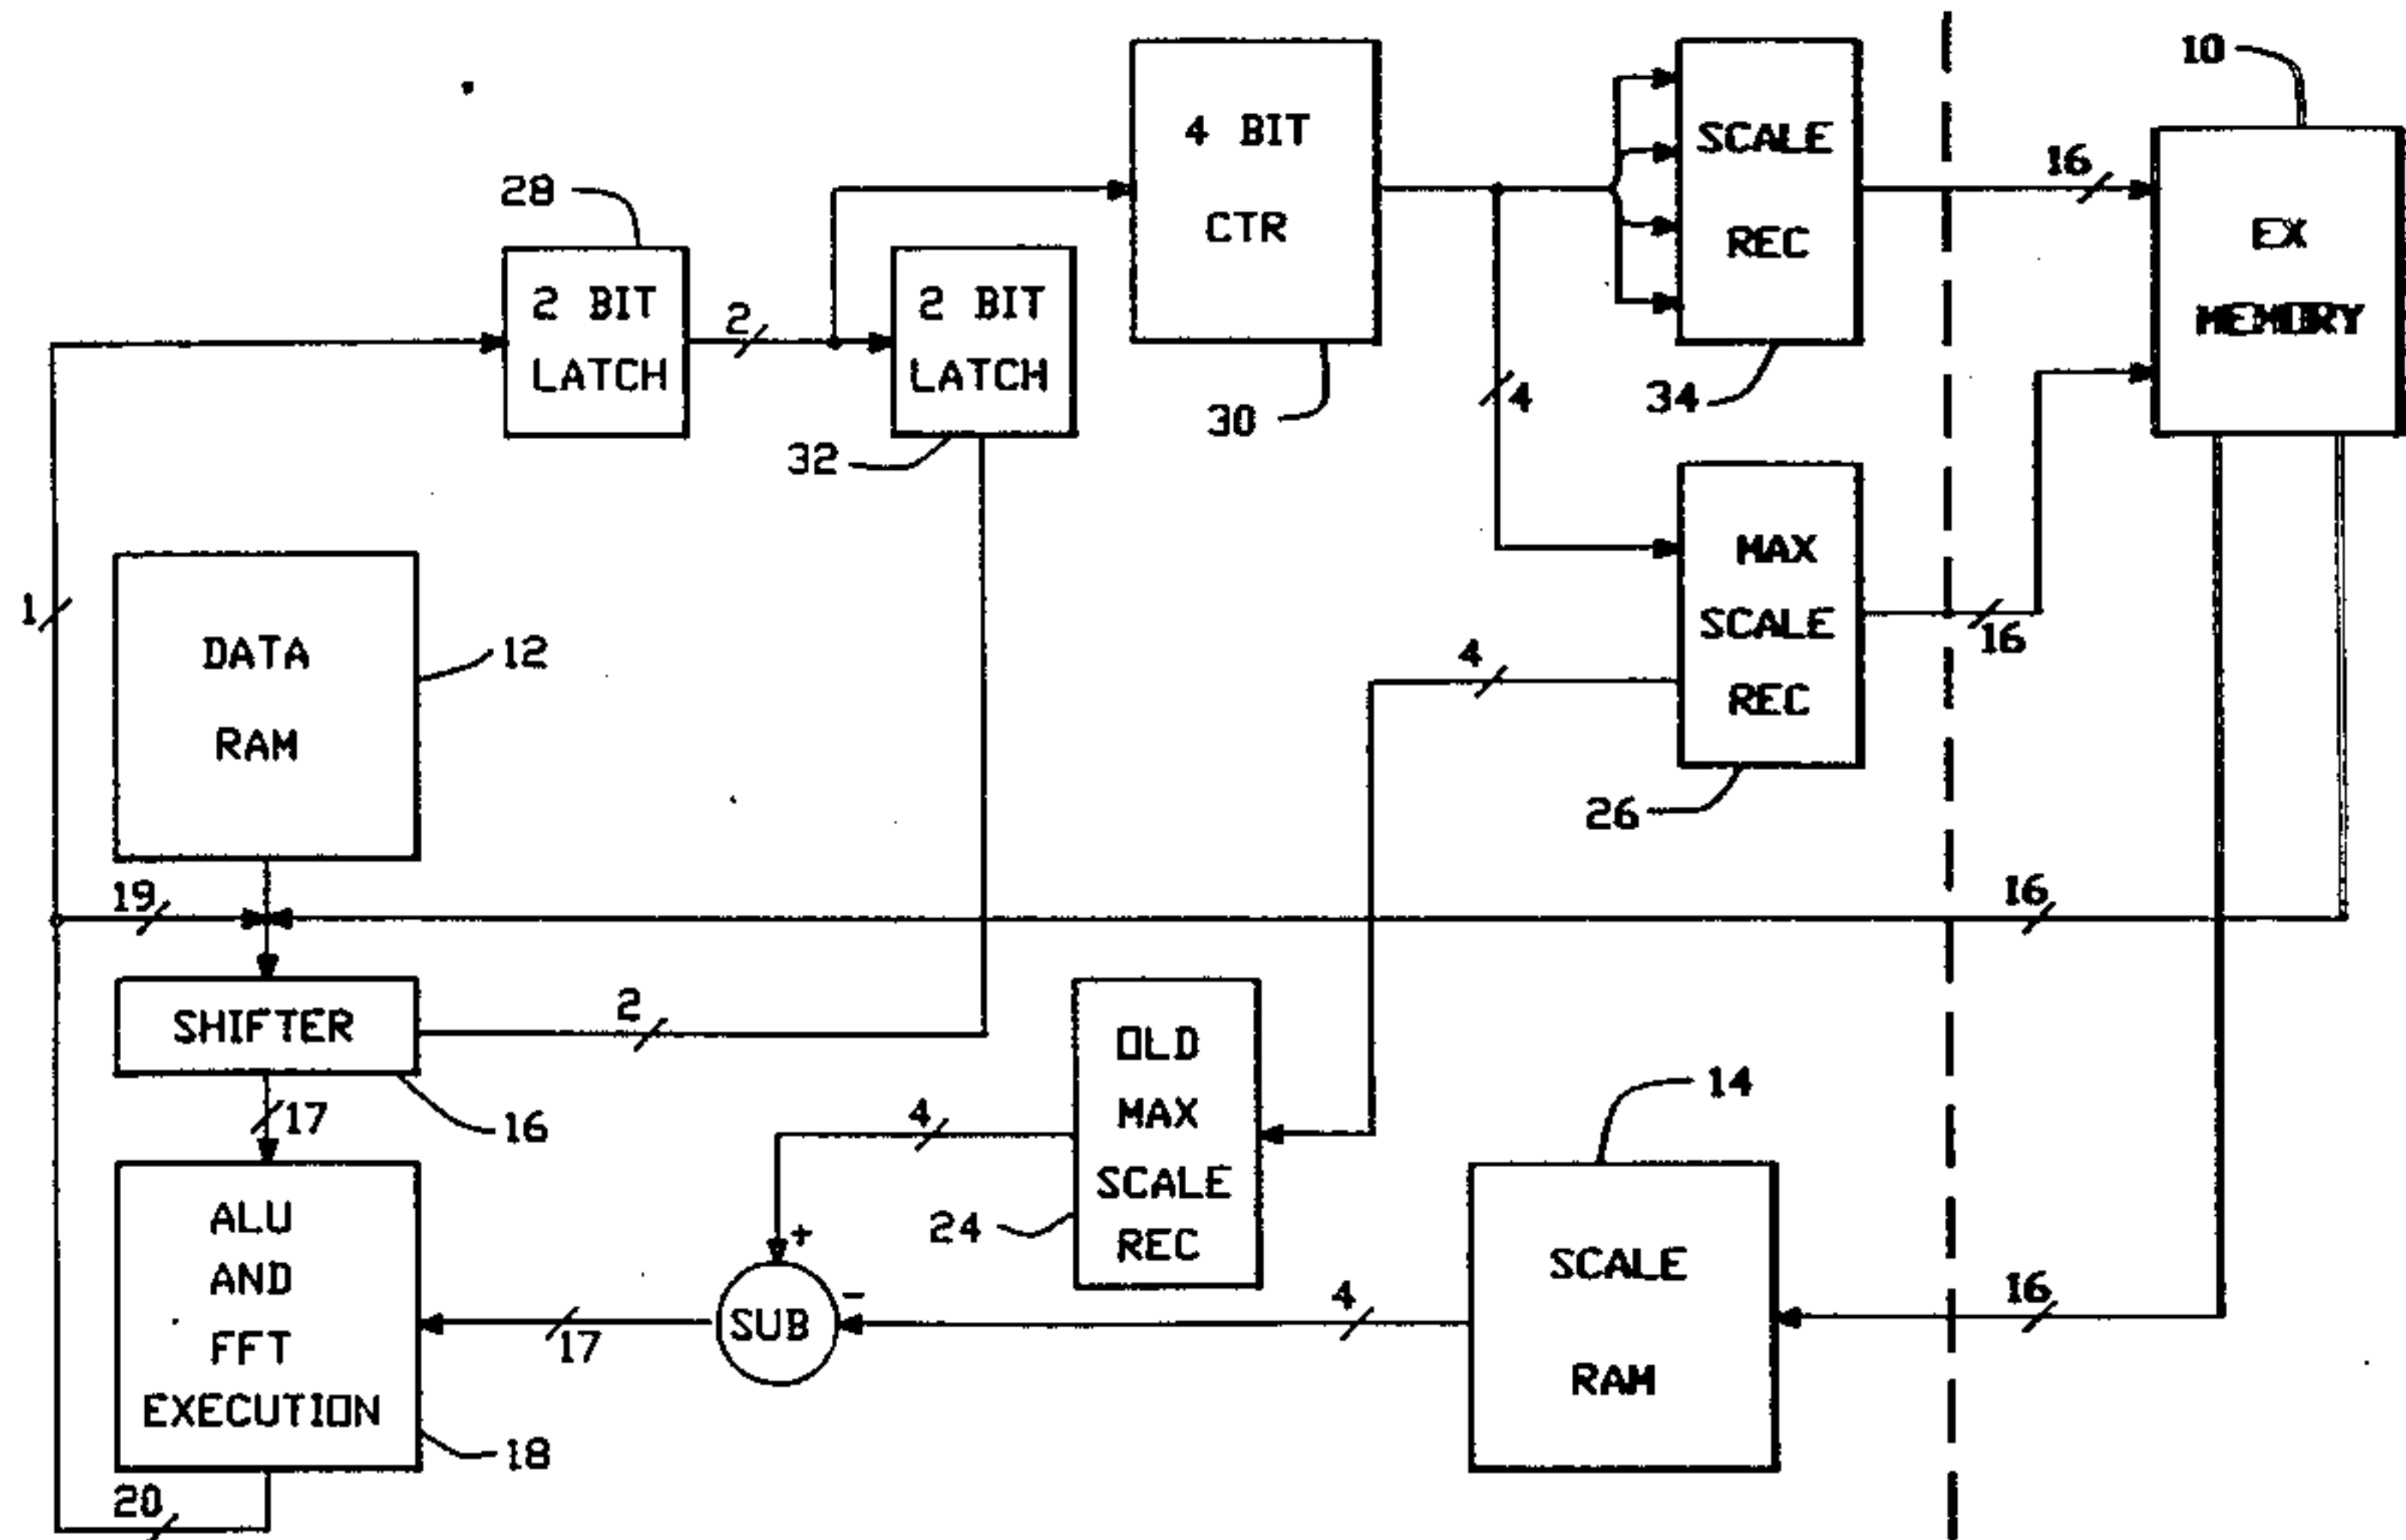 10
4 BIT
CTR
SCALE
REC
16
EX
MEMORY
28
2 BIT
LATCH
2
2 BIT
LATCH
32
30
4
34
1
DATA
RAM
12
MAX
SCALE
REC
16
4
26
19
16
SHIFTER
2
17
16
OLD
MAX
SCALE
REC
4
24
14
ALU
AND
FFT
EXECUTION
18
17
+
SUB
-
4
SCALE
RAM
16
20